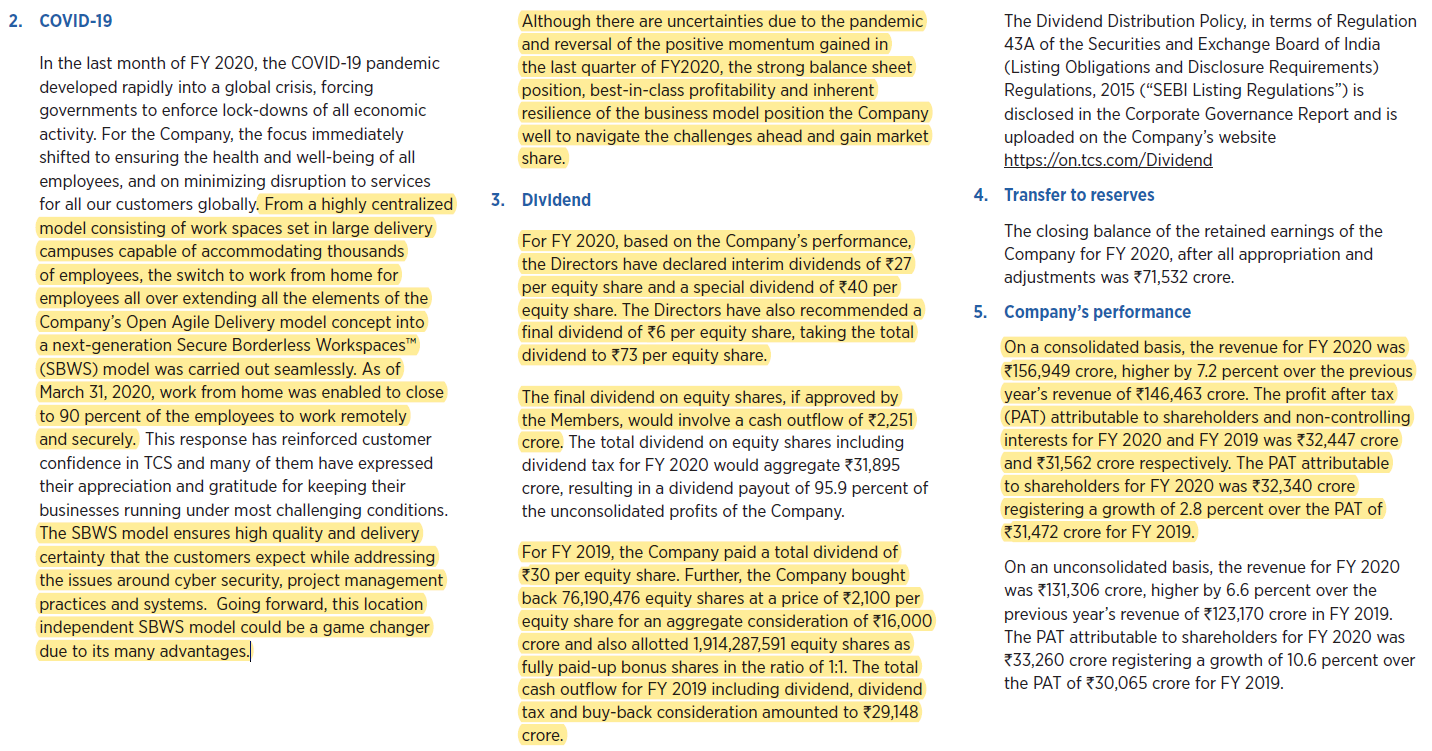 2. COVID-19
In the last month of FY 2020, the COVID-19 pandemic
developed rapidly into a global crisis, forcing
governments to enforce lock-downs of all economic
activity. For the Company, the focus immediately
shifted to ensuring the health and well-being of all
employees, and on minimizing disruption to services
for all our customers globally. From a highly centralized
model consisting of work spaces set in large delivery
campuses capable of accommodating thousands
of employees, the switch to work from home for
employees all over extending all the elements of the
Company's Open Agile Delivery model concept into
a next-generation Secure Borderless Workspaces™
(SBWS) model was carried out seamlessly. As of
March 31, 2020, work from home was enabled to close
to 90 percent of the employees to work remotely
and securely. This response has reinforced customer
confidence in TCS and many of them have expressed
their appreciation and gratitude for keeping their
businesses running under most challenging conditions.
The SBWS model ensures high quality and delivery
certainty that the customers expect while addressing
the issues around cyber security, project management
practices and systems. Going forward, this location
independent SBWS model could be a game changer
due to its many advantages.
Although there are uncertainties due to the pandemic
and reversal of the positive momentum gained in
the last quarter of FY2020, the strong balance sheet
position, best-in-class profitability and inherent
resilience of the business model position the Company
well to navigate the challenges ahead and gain market
share.
3. Dividend
For FY 2020, based on the Company's performance,
the Directors have declared interim dividends of ₹27
per equity share and a special dividend of ₹40 per
equity share. The Directors have also recommended a
final dividend of ₹6 per equity share, taking the total
dividend to ₹73 per equity share.
The final dividend on equity shares, if approved by
the Members, would involve a cash outflow of ₹2,251
crore. The total dividend on equity shares including
dividend tax for FY 2020 would aggregate ₹31,895
crore, resulting in a dividend payout of 95.9 percent of
the unconsolidated profits of the Company.
For FY 2019, the Company paid a total dividend of
₹30 per equity share. Further, the Company bought
back 76,190,476 equity shares at a price of ₹2,100 per
equity share for an aggregate consideration of ₹16,000
crore and also allotted 1,914,287,591 equity shares as
fully paid-up bonus shares in the ratio of 1:1. The total
cash outflow for FY 2019 including dividend, dividend
tax and buy-back consideration amounted to ₹29,148
crore.
The Dividend Distribution Policy, in terms of Regulation
43A of the Securities and Exchange Board of India
(Listing Obligations and Disclosure Requirements)
Regulations, 2015 (“SEBI Listing Regulations”) is
disclosed in the Corporate Governance Report and is
uploaded on the Company's website
https://on.tcs.com/Dividend
4. Transfer to reserves
The closing balance of the retained earnings of the
Company for FY 2020, after all appropriation and
adjustments was ₹71,532 crore.
5. Company's performance
On a consolidated basis, the revenue for FY 2020 was
₹156,949 crore, higher by 7.2 percent over the previous
year's revenue of ₹146,463 crore. The profit after tax
(PAT) attributable to shareholders and non-controlling
interests for FY 2020 and FY 2019 was ₹32,447 crore
and ₹31,562 crore respectively. The PAT attributable
to shareholders for FY 2020 was ₹32,340 crore
registering a growth of 2.8 percent over the PAT of
₹31,472 crore for FY 2019.
On an unconsolidated basis, the revenue for FY 2020
was ₹131,306 crore, higher by 6.6 percent over the
previous year's revenue of ₹123,170 crore in FY 2019.
The PAT attributable to shareholders for FY 2020 was
₹33,260 crore registering a growth of 10.6 percent over
the PAT of ₹30,065 crore for FY 2019.